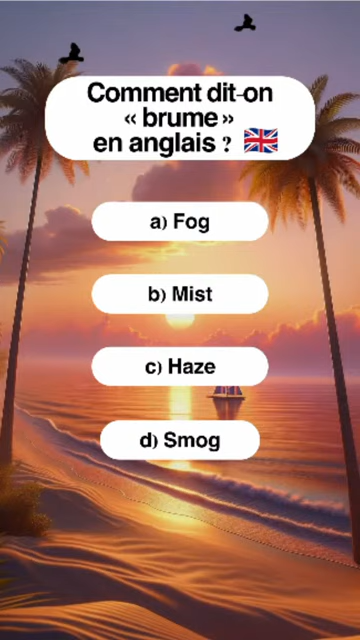 Comment dit-on
« brume »
en anglais ?
a) Fog
b) Mist
c) Haze
d) Smog